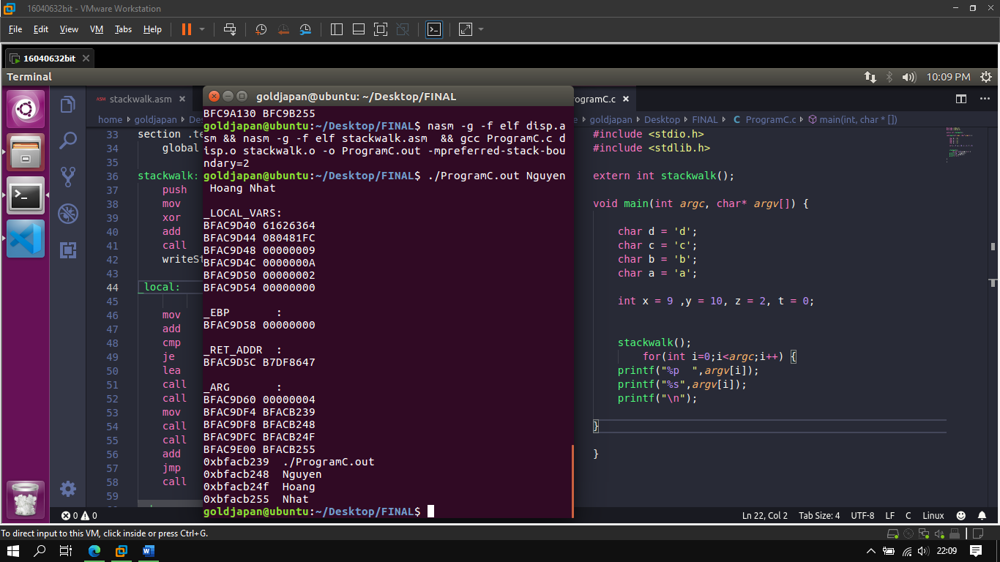 16040632bit - VMware Workstation
File Edit View VM Tabs Help
16040632bit
Terminal
10:09 PM
ASM stackwalk.asm
goldjapan@ubuntu: ~/Desktop/FINAL
ogramC.c
home goldjapan Des
33 section .te
34 global
35
36 stackwalk:
37 push
38 mov
39 xor
40 add
41 call
42 writeSt
43
44 _local:
45
46 mov
47 add
48 cmp
49 je
50 lea
51 call
52 call
53 mov
54 call
55 call
56 add
57 jmp
58 call
59
BFC9A130 BFC9B255
goldjapan@ubuntu:~/Desktop/FINAL$ nasm -g -f elf disp.a
sm && nasm -g -f elf stackwalk.asm  && gcc ProgramC.c d
isp.o stackwalk.o -o ProgramC.out -mpreferred-stack-bou
ndary=2
goldjapan@ubuntu:~/Desktop/FINAL$ ./ProgramC.out Nguyen
Hoang Nhat
_LOCAL_VARS:
BFAC9D40 61626364
BFAC9D44 080481FC
BFAC9D48 00000009
BFAC9D4C 0000000A
BFAC9D50 00000002
BFAC9D54 00000000
_EBP :
BFAC9D58 00000000
_RET_ADDR :
BFAC9D5C B7DF8647
_ARG :
BFAC9D60 00000004
BFAC9DF4 BFACB239
BFAC9DF8 BFACB248
BFAC9DFC BFACB24F
BFAC9E00 BFACB255
0xbfacb239 ./ProgramC.out
0xbfacb248 Nguyen
0xbfacb24f Hoang
0xbfacb255 Nhat
goldjapan@ubuntu:~/Desktop/FINAL$
e goldjapan Desktop FINAL C ProgramC.c main(int, char * [])
#include <stdio.h>
#include <stdlib.h>
extern int stackwalk();
void main(int argc, char* argv[]) {
char d = 'd';
char c = 'c';
char b = 'b';
char a = 'a';
int x = 9 ,y = 10, z = 2, t = 0;
stackwalk();
for(int i=0;i<argc;i++) {
printf("%p  ",argv[i]);
printf("%s",argv[i]);
printf("\n");
}
}
0 0
Ln 22, Col 2 Tab Size: 4 UTF-8 LF C Linux
To direct input to this VM, click inside or press Ctrl+G.
22:09